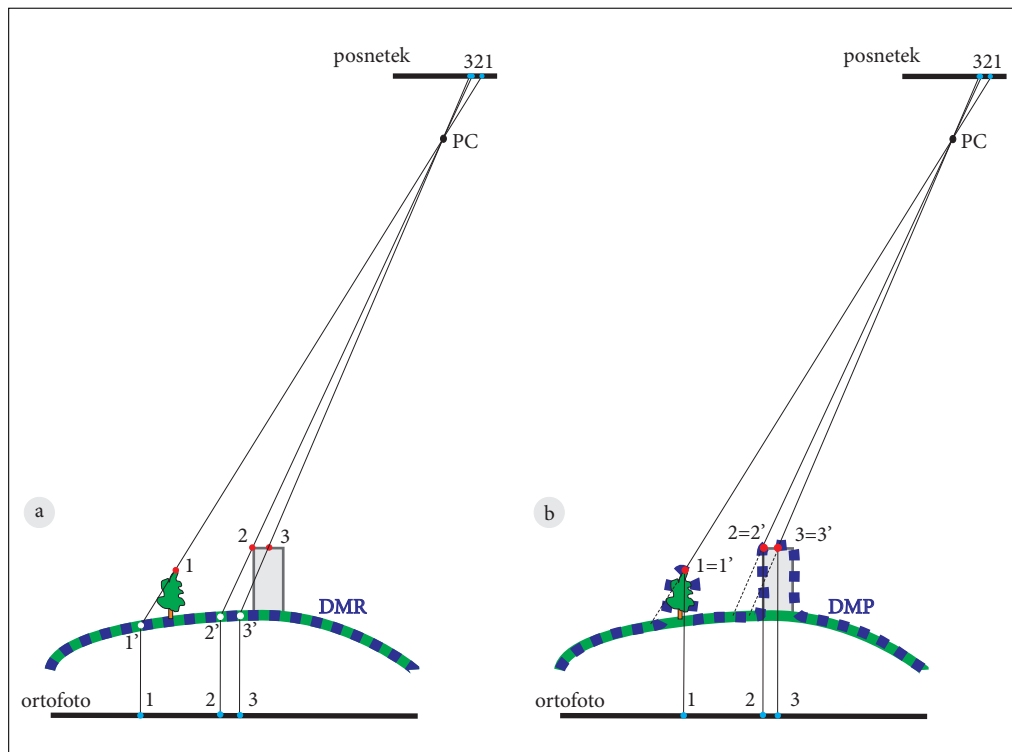 posnetek
321
PC
a
2 3
1
DMR
1’ 2’ 3’
ortofoto
1 2 3
posnetek
321
PC
b
2=2’ 3=3’
1=1’
DMP
ortofoto
1 2 3